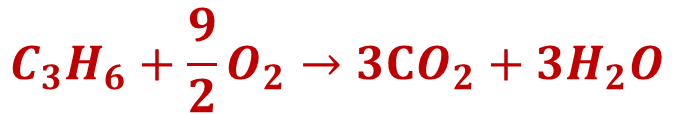 C₃H₆ + 9/2 O₂ → 3CO₂ + 3H₂O